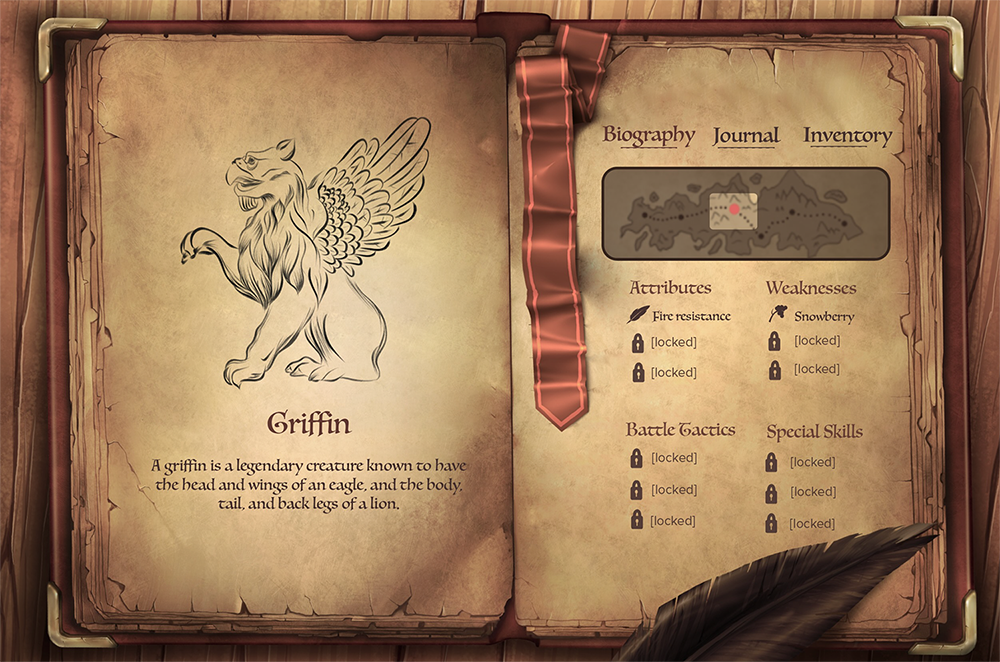 Griffin
A griffin is a legendary creature known to have
the head and wings of an eagle, and the body,
tail, and back legs of a lion.
Biography Journal Inventory
Attributes
Fire resistance
[locked]
[locked]
Weaknesses
Snowberry
[locked]
[locked]
Battle Tactics
[locked]
[locked]
[locked]
Special Skills
[locked]
[locked]
[locked]